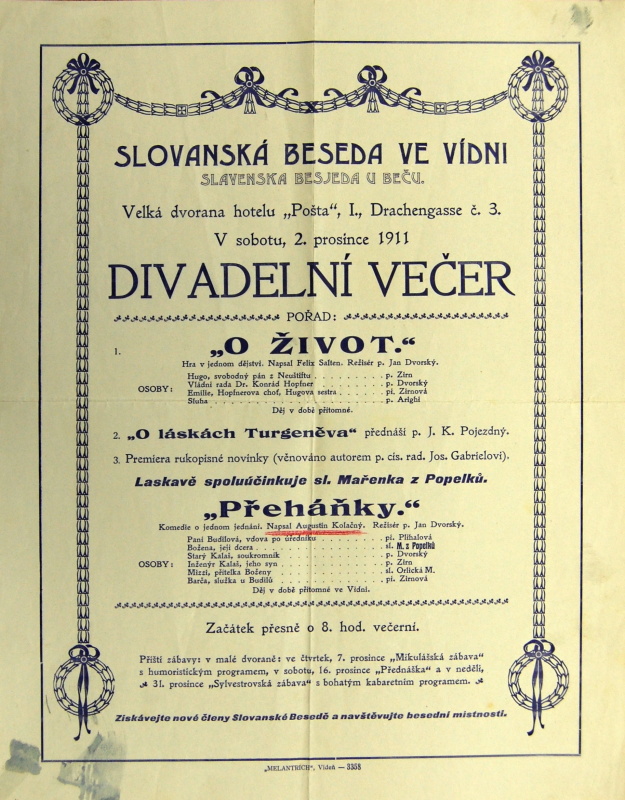 SLOVANSKÁ BESEDA VE VÍDNI
SLAVENSKA BESJEDA U BEČU.
Velká dvorana hotelu „Pošta“, I., Drachengasse č. 3.
V sobotu, 2. prosince 1911
DIVADELNÍ VEČER
POŘAD:
1. „O ŽIVOT.“
Hra v jednom dějství. Napsal Felix Salten. Režisér p. Jan Dvorský.
OSOBY:
Hugo, svobodný pán z Neuštiftu . . . . . . . . . p. Zírn
Vládní rada Dr. Konrád Hopfner . . . . . . . . . p. Dvorský
Emilie, Hopfnerova choť, Hugova sestra . . . . . . . pí. Zírnová
Sluha . . . . . . . . . . . . . . . . . . p. Arighi
Děj v době přítomné.
2. „O láskách Turgeněva“ přednáší p. J. K. Pojezdný.
3. Premiera rukopisné novinky (věnováno autorem p. cís. rad. Jos. Gabrielovi).
Laskavě spoluúčinkuje sl. Mařenka z Popelků.
„Přeháňky.“
Komedie o jednom jednání. Napsal Augustin Kolačný. Režisér p. Jan Dvorský.
OSOBY:
Paní Budilová, vdova po úředníku . . . . . . . . pí. Plíhalová
Božena, její dcera . . . . . . . . . . . . . sl. M. z Popelků
Starý Kalaš, soukromník . . . . . . . . . . . p. Dvorský
Inženýr Kalaš, jeho syn . . . . . . . . . . . p. Zírn
Mizzi, přítelka Boženy . . . . . . . . . . . sl. Orlická M.
Barča, služka u Budilů . . . . . . . . . . . pí. Zírnová
Děj v době přítomné ve Vídni.
Začátek přesně o 8. hod. večerní.
Příští zábavy: v malé dvoraně: ve čtvrtek, 7. prosince “Mikulášská zábava“
s humoristickým programem, v sobotu, 16. prosince “Přednáška“ a v neděli,
31. prosince “Sylvestrovská zábava“ s bohatým kabaretním programem.
Získávejte nové členy Slovanské Besedě a navštěvujte besední místnosti.
„MELANTRICH“, Vídeň — 3358